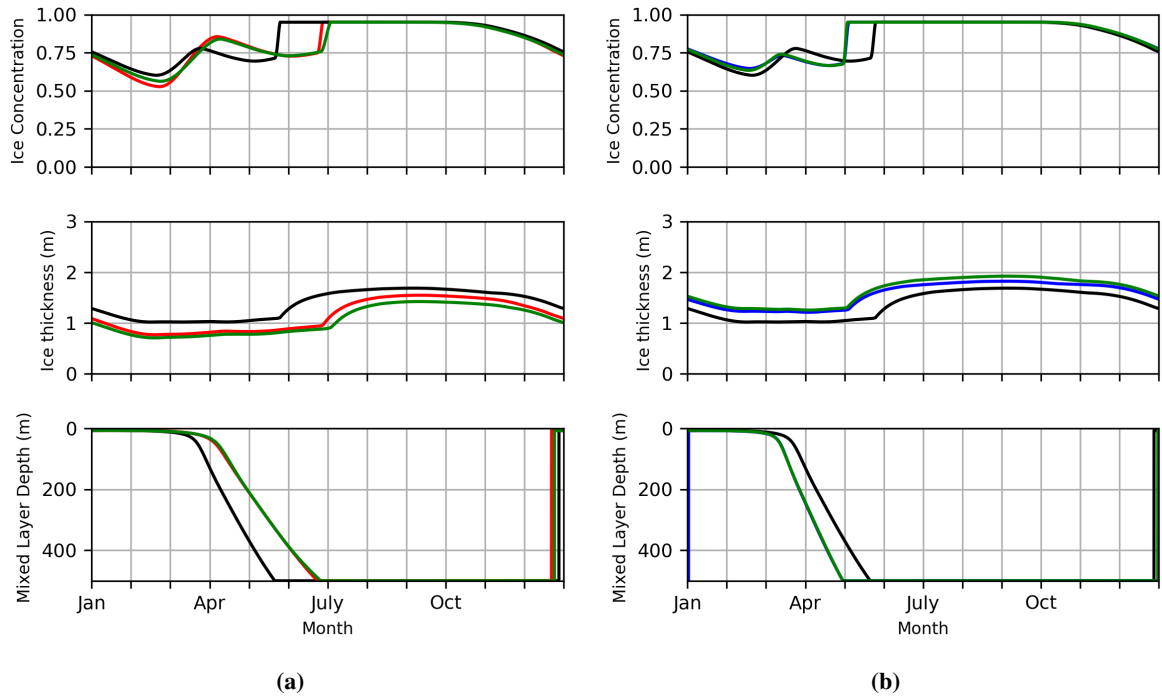 1.00
0.75
0.50
0.25
0.00
Ice Concentration
3
2
1
0
Ice thickness (m)
0
200
400
Mixed Layer Depth (m)
Jan
Apr
July
Oct
Month
(a)
1.00
0.75
0.50
0.25
0.00
Ice Concentration
3
2
1
0
Ice thickness (m)
0
200
400
Mixed Layer Depth (m)
Jan
Apr
July
Oct
Month
(b)